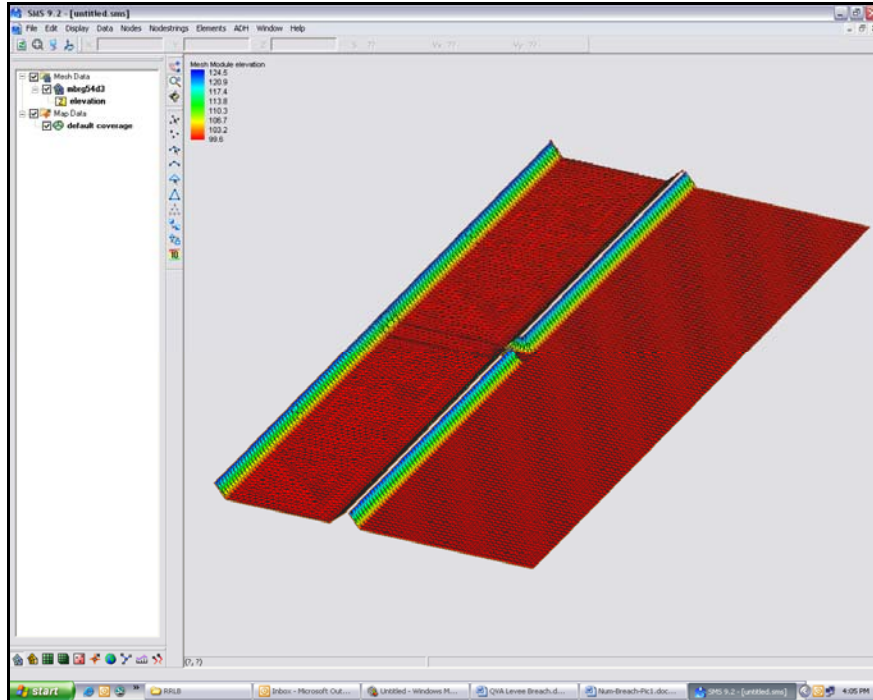 SMS 9.2 - [untitled.sms]
File Edit Display Data Nodes Nodestrings Elements ADH Window Help
X: Y: Z: S: ?? Vx: ?? Vy: ??
Mesh Data
elevation
Map Data
default coverage
Mesh Module elevation
124.5
120.9
117.4
113.8
110.3
106.7
103.2
99.6
(?, ?)
start
RRLB
Inbox - Microsoft Out...
Untitled - Windows M...
QVA Levee Breach.d...
Num-Breach-Pic1.doc...
SMS 9.2 - [untitled.sms]
4:05 PM